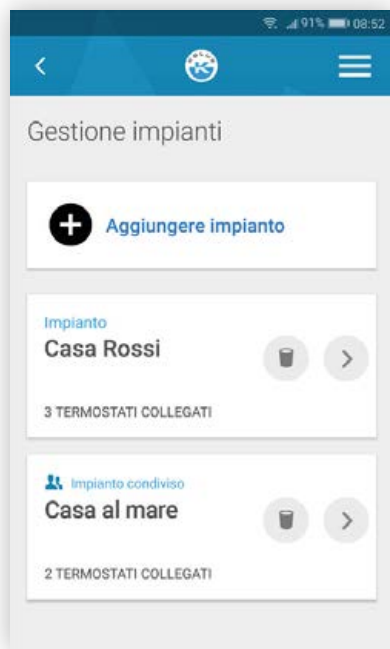 91% 08:52
Gestione impianti
Aggiungere impianto
Impianto
Casa Rossi
3 TERMOSTATI COLLEGATI
Impianto condiviso
Casa al mare
2 TERMOSTATI COLLEGATI